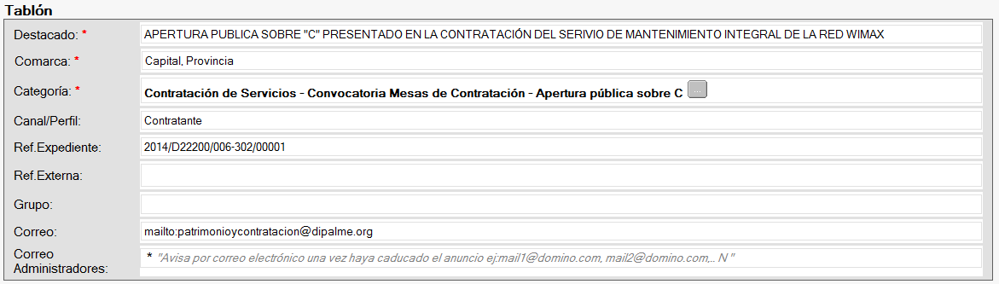 Tablón
Destacado: * APERTURA PUBLICA SOBRE "C" PRESENTADO EN LA CONTRATACIÓN DEL SERIVIO DE MANTENIMIENTO INTEGRAL DE LA RED WIMAX
Comarca: * Capital, Provincia
Categoría: * Contratación de Servicios - Convocatoria Mesas de Contratación - Apertura pública sobre C ...
Canal/Perfil: Contratante
Ref.Expediente: 2014/D22200/006-302/00001
Ref.Externa:
Grupo:
Correo: mailto:patrimonioycontratacion@dipalme.org
Correo
Administradores: * "Avisa por correo electrónico una vez haya caducado el anuncio ej:mail1@domino.com, mail2@domino.com,.. N "